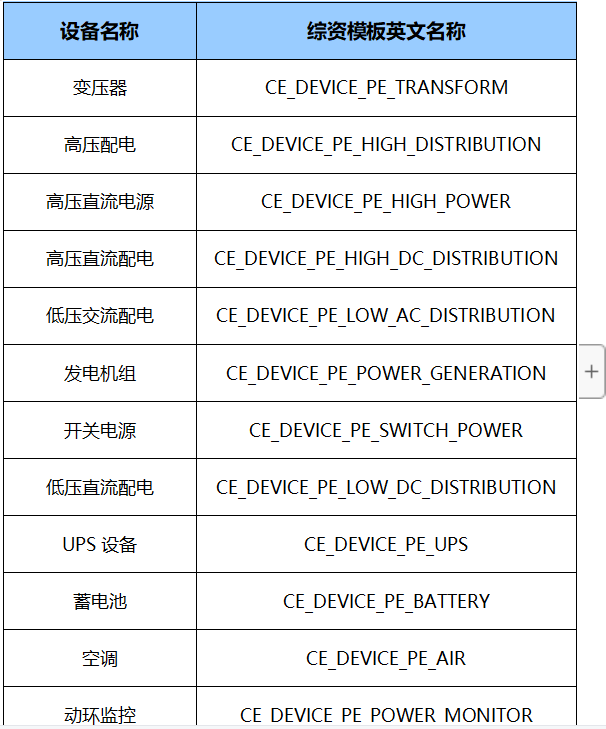 设备名称 综资模板英文名称
变压器 CE_DEVICE_PE_TRANSFORM
高压配电 CE_DEVICE_PE_HIGH_DISTRIBUTION
高压直流电源 CE_DEVICE_PE_HIGH_POWER
高压直流配电 CE_DEVICE_PE_HIGH_DC_DISTRIBUTION
低压交流配电 CE_DEVICE_PE_LOW_AC_DISTRIBUTION
发电机组 CE_DEVICE_PE_POWER_GENERATION
开关电源 CE_DEVICE_PE_SWITCH_POWER
低压直流配电 CE_DEVICE_PE_LOW_DC_DISTRIBUTION
UPS 设备 CE_DEVICE_PE_UPS
蓄电池 CE_DEVICE_PE_BATTERY
空调 CE_DEVICE_PE_AIR
动环监控 CE_DEVICE_PE_POWER_MONITOR